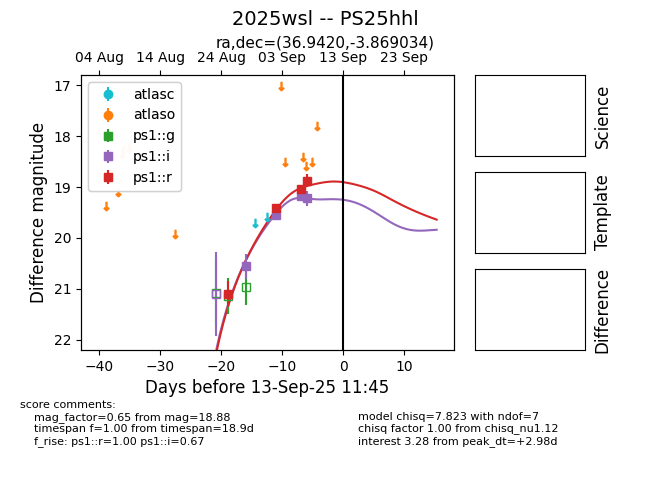 2025wsl -- PS25hhl
ra,dec=(36.9420,-3.869034)
04 Aug 14 Aug 24 Aug 03 Sep 13 Sep 23 Sep
17
18
19
20
21
22
Difference magnitude
atlasc
atlaso
ps1::g
ps1::i
ps1::r
−40 −30 −20 −10 0 10
Days before 13-Sep-25 11:45
Science
Template
Difference
score comments:
mag_factor=0.65 from mag=18.88
timespan f=1.00 from timespan=18.9d
f_rise: ps1::r=1.00 ps1::i=0.67
model chisq=7.823 with ndof=7
chisq factor 1.00 from chisq_nu1.12
interest 3.28 from peak_dt=+2.98d